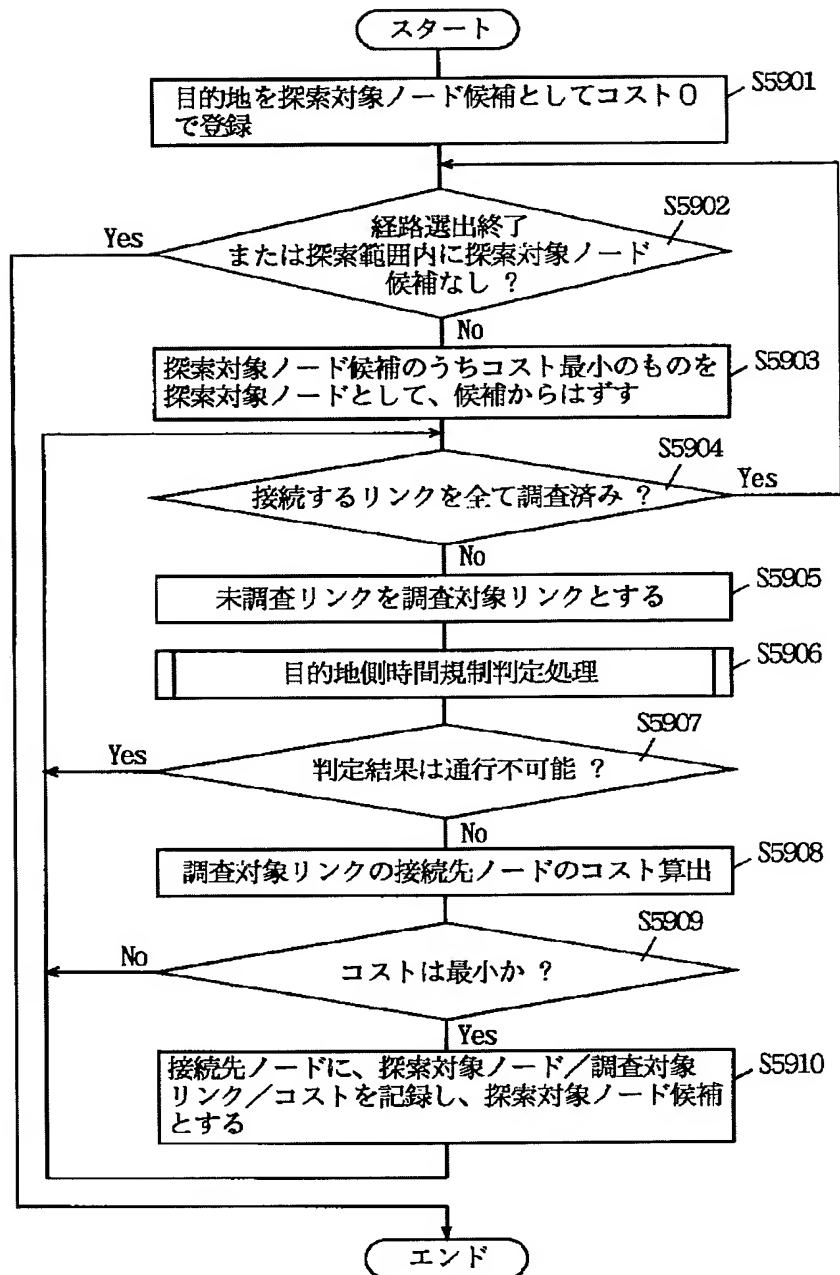 スタート
目的地を探索対象ノード候補としてコスト0
で登録
S5901
経路選出終了
または探索範囲内に探索対象ノード
候補なし ?
S5902
Yes
No
探索対象ノード候補のうちコスト最小のものを
探索対象ノードとして、候補からはずす
S5903
接続するリンクを全て調査済み ?
S5904
Yes
No
未調査リンクを調査対象リンクとする
S5905
目的地側時間規制判定処理
S5906
判定結果は通行不可能 ?
S5907
Yes
No
調査対象リンクの接続先ノードのコスト算出
S5908
コストは最小か ?
S5909
No
Yes
接続先ノードに、探索対象ノード/調査対象
リンク/コストを記録し、探索対象ノード候補
とする
S5910
エンド